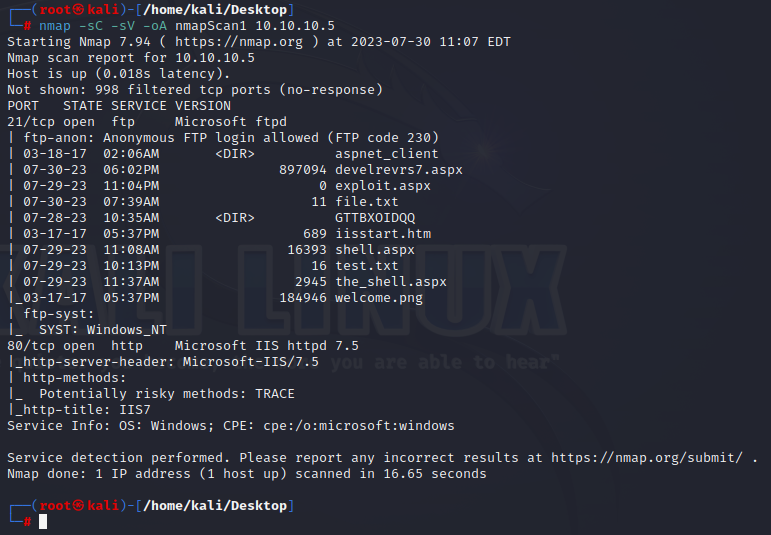 ┌──(root㉿kali)-[/home/kali/Desktop]
└─# nmap -sC -sV -oA nmapScan1 10.10.10.5
Starting Nmap 7.94 ( https://nmap.org ) at 2023-07-30 11:07 EDT
Nmap scan report for 10.10.10.5
Host is up (0.018s latency).
Not shown: 998 filtered tcp ports (no-response)
PORT   STATE SERVICE VERSION
21/tcp open  ftp     Microsoft ftpd
| ftp-anon: Anonymous FTP login allowed (FTP code 230)
| 03-18-17  02:06AM       <DIR>          aspnet_client
| 07-30-23  06:02PM               897094 develrevrs7.aspx
| 07-29-23  11:04PM                    0 exploit.aspx
| 07-30-23  07:39AM                   11 file.txt
| 07-28-23  10:35AM       <DIR>          GTTBXOIDQQ
| 03-17-17  05:37PM                  689 iisstart.htm
| 07-29-23  11:08AM                16393 shell.aspx
| 07-29-23  10:13PM                   16 test.txt
| 07-29-23  11:37AM                 2945 the_shell.aspx
|_03-17-17  05:37PM               184946 welcome.png
| ftp-syst:
|_  SYST: Windows_NT
80/tcp open  http    Microsoft IIS httpd 7.5
|_http-server-header: Microsoft-IIS/7.5
| http-methods:
|_  Potentially risky methods: TRACE
|_http-title: IIS7
Service Info: OS: Windows; CPE: cpe:/o:microsoft:windows
Service detection performed. Please report any incorrect results at https://nmap.org/submit/ .
Nmap done: 1 IP address (1 host up) scanned in 16.65 seconds
┌──(root㉿kali)-[/home/kali/Desktop]
└─#
KALI LINUX
you are able to hear"